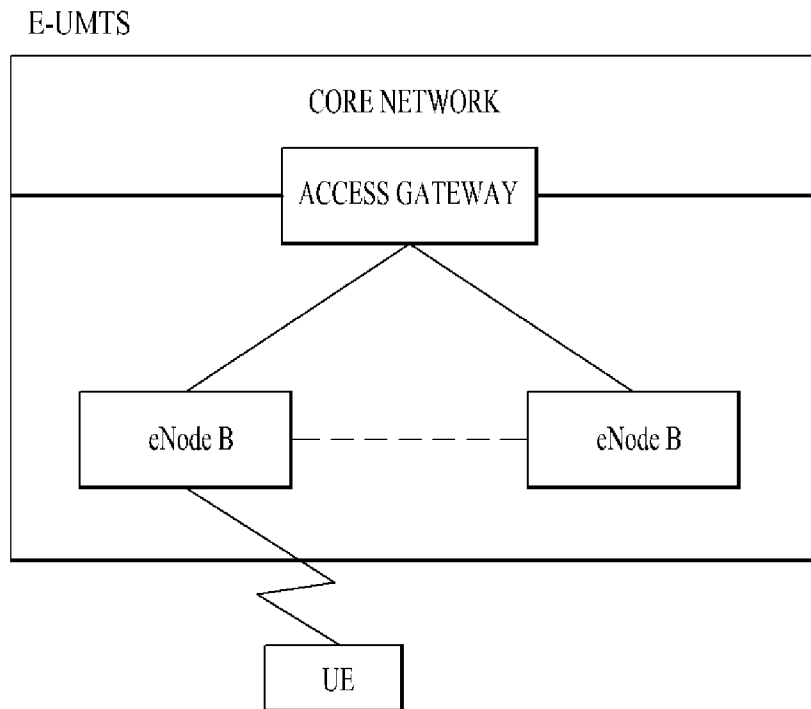 E-UMTS
CORE NETWORK
ACCESS GATEWAY
eNode B
eNode B
UE